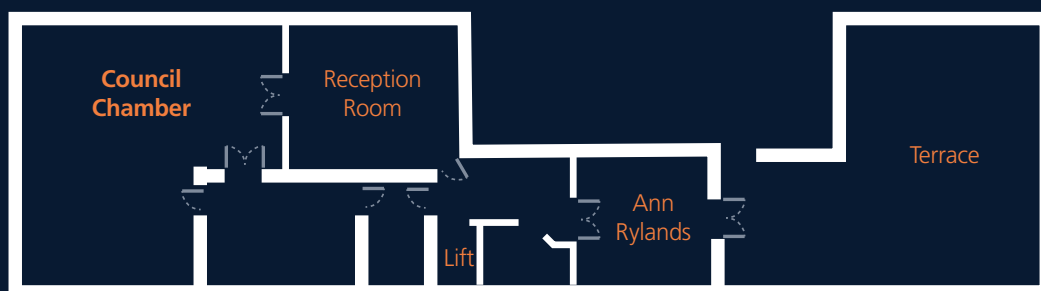 Council
Chamber
Reception
Room
Terrace
Ann
Rylands
Lift